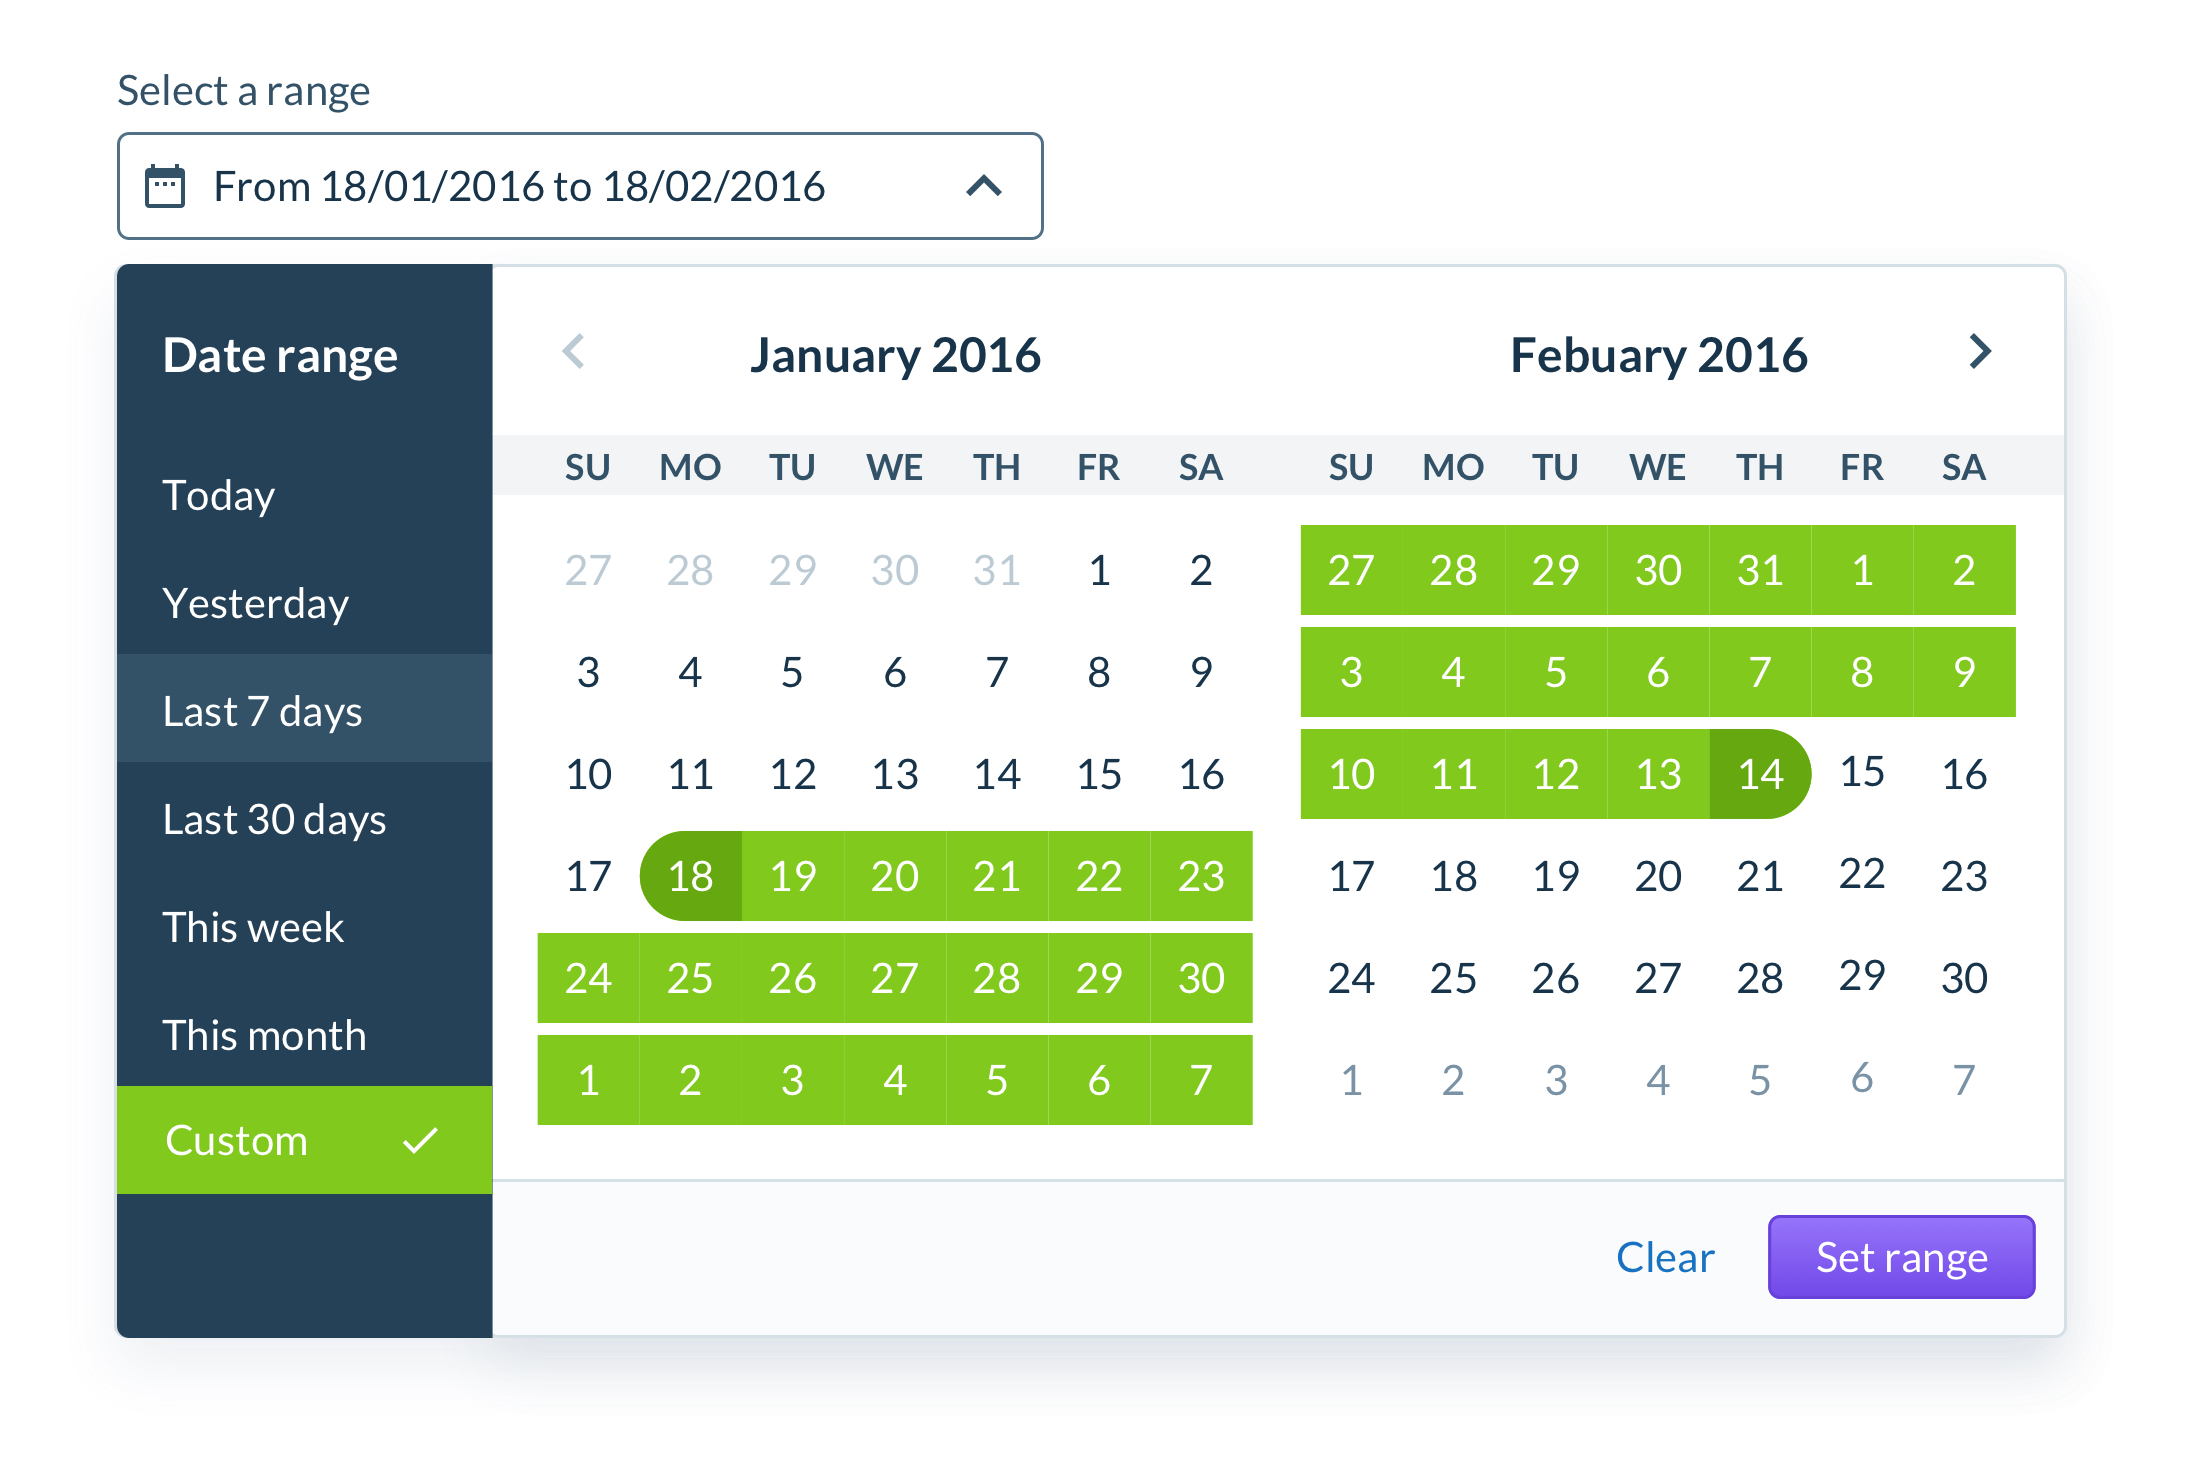 Select a range
From 18/01/2016 to 18/02/2016
Date range
Today
Yesterday
Last 7 days
Last 30 days
This week
This month
Custom
January 2016
SU MO TU WE TH FR SA
27 28 29 30 31 1 2
3 4 5 6 7 8 9
10 11 12 13 14 15 16
17 18 19 20 21 22 23
24 25 26 27 28 29 30
1 2 3 4 5 6 7
Febuary 2016
SU MO TU WE TH FR SA
27 28 29 30 31 1 2
3 4 5 6 7 8 9
10 11 12 13 14 15 16
17 18 19 20 21 22 23
24 25 26 27 28 29 30
1 2 3 4 5 6 7
Clear
Set range